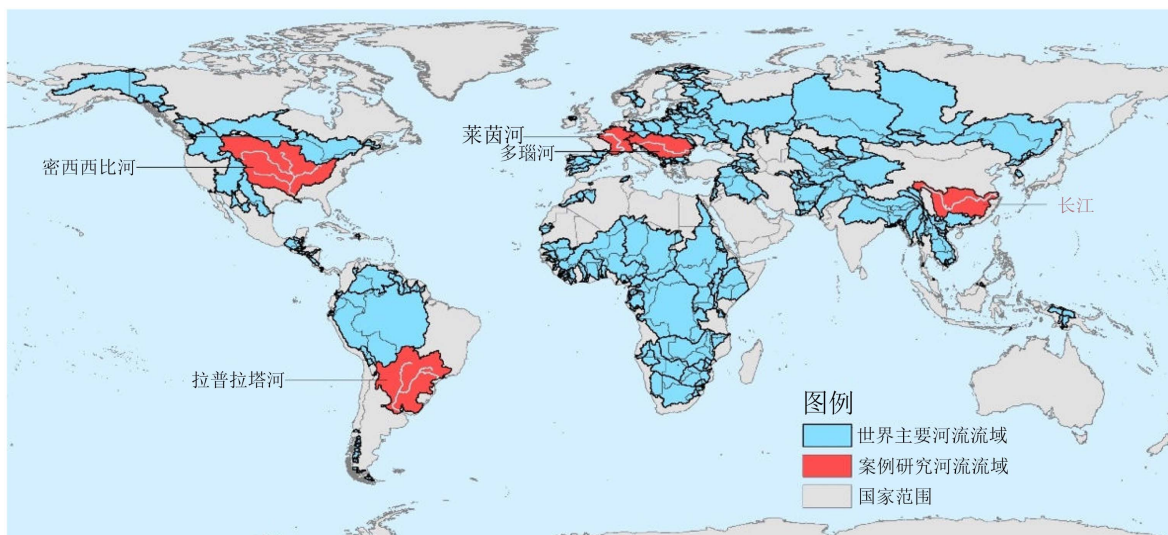 莱茵河
多瑙河
密西西比河
长江
拉普拉塔河
图例
世界主要河流流域
案例研究河流流域
国家范围